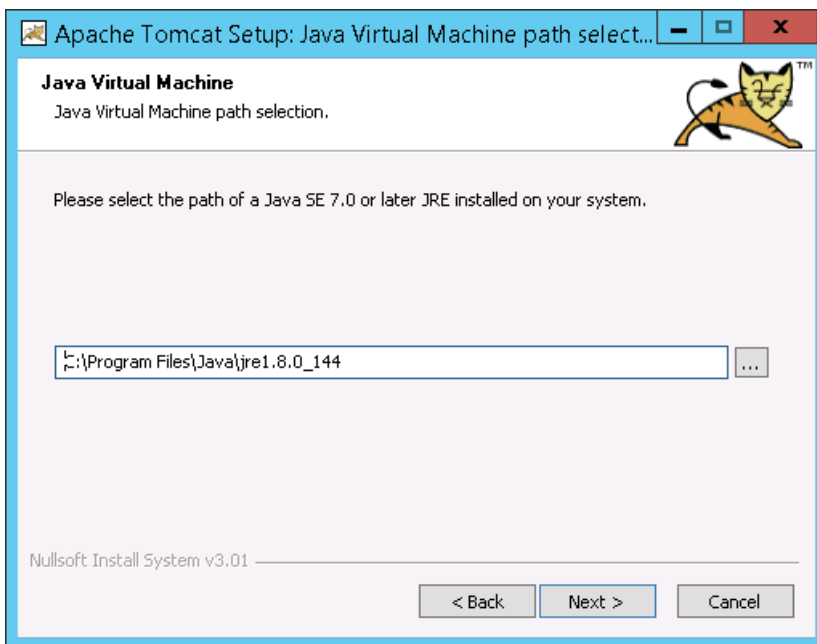 Apache Tomcat Setup: Java Virtual Machine path select...
TM
Java Virtual Machine
Java Virtual Machine path selection.
Please select the path of a Java SE 7.0 or later JRE installed on your system.
C:\Program Files\Java\jre1.8.0_144
...
Nullsoft Install System v3.01
< Back
Next >
Cancel